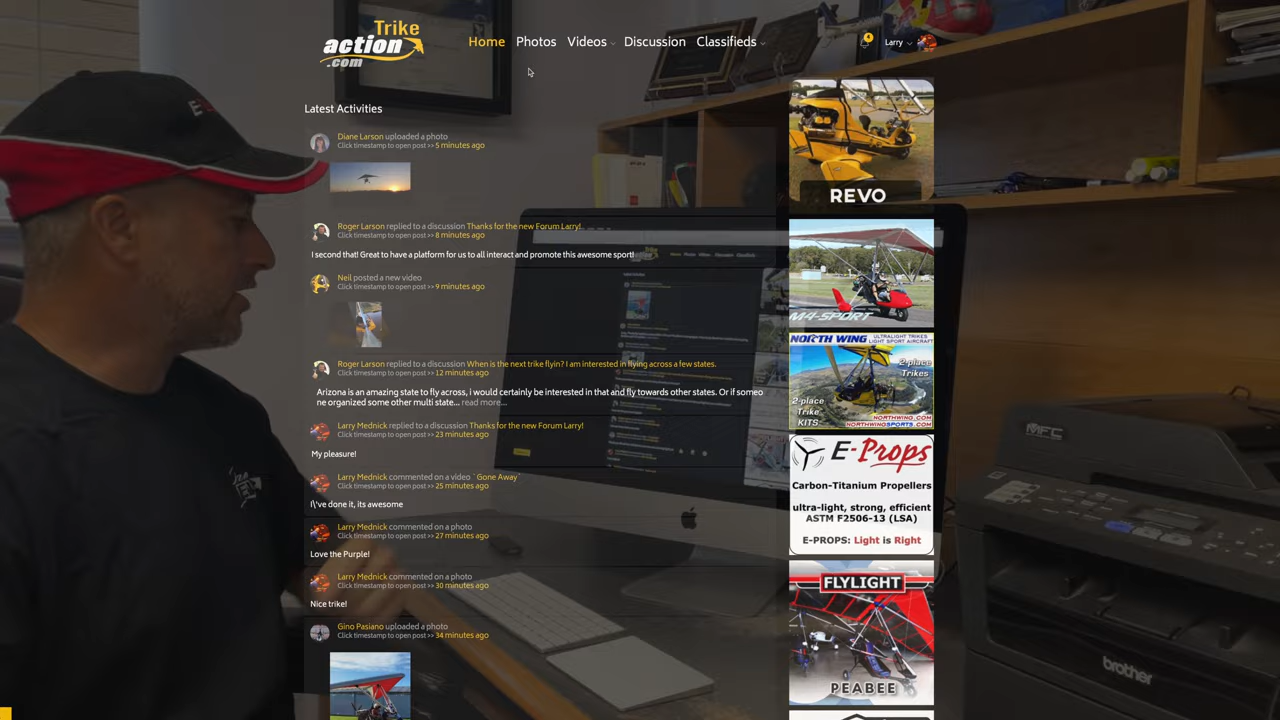 Trike
action
.com
Home
Photos
Videos
Discussion
Classifieds
4
Larry
Latest Activities
Diane Larson uploaded a photo
Click timestamp to open post >> 5 minutes ago
Roger Larson replied to a discussion Thanks for the new Forum Larry!
Click timestamp to open post >> 8 minutes ago
I second that! Great to have a platform for us to all interact and promote this awesome sport!
Neil posted a new video
Click timestamp to open post >> 9 minutes ago
Roger Larson replied to a discussion When is the next trike flyin? I am interested in flying across a few states.
Click timestamp to open post >> 12 minutes ago
Arizona is an amazing state to fly across, i would certainly be interested in that and fly towards other states. Or if someo
ne organized some other multi state... read more...
Larry Mednick replied to a discussion Thanks for the new Forum Larry!
Click timestamp to open post >> 23 minutes ago
My pleasure!
Larry Mednick commented on a video `Gone Away`
Click timestamp to open post >> 25 minutes ago
I\'ve done it, its awesome
Larry Mednick commented on a photo
Click timestamp to open post >> 27 minutes ago
Love the Purple!
Larry Mednick commented on a photo
Click timestamp to open post >> 30 minutes ago
Nice trike!
Gino Pasiano uploaded a photo
Click timestamp to open post >> 34 minutes ago
REVO
M4-SPORT
NORTH WING
ULTRALIGHT TRIKES
LIGHT SPORT AIRCRAFT
2-place
Trikes
2-place
Trike
KITS
NORTHWING.COM
NORTHWINGSPORTS.COM
E-Props
Carbon-Titanium Propellers
ultra-light, strong, efficient
ASTM F2506-13 (LSA)
E-PROPS: Light is Right
FLYLIGHT
PEABEE
MFC
brother